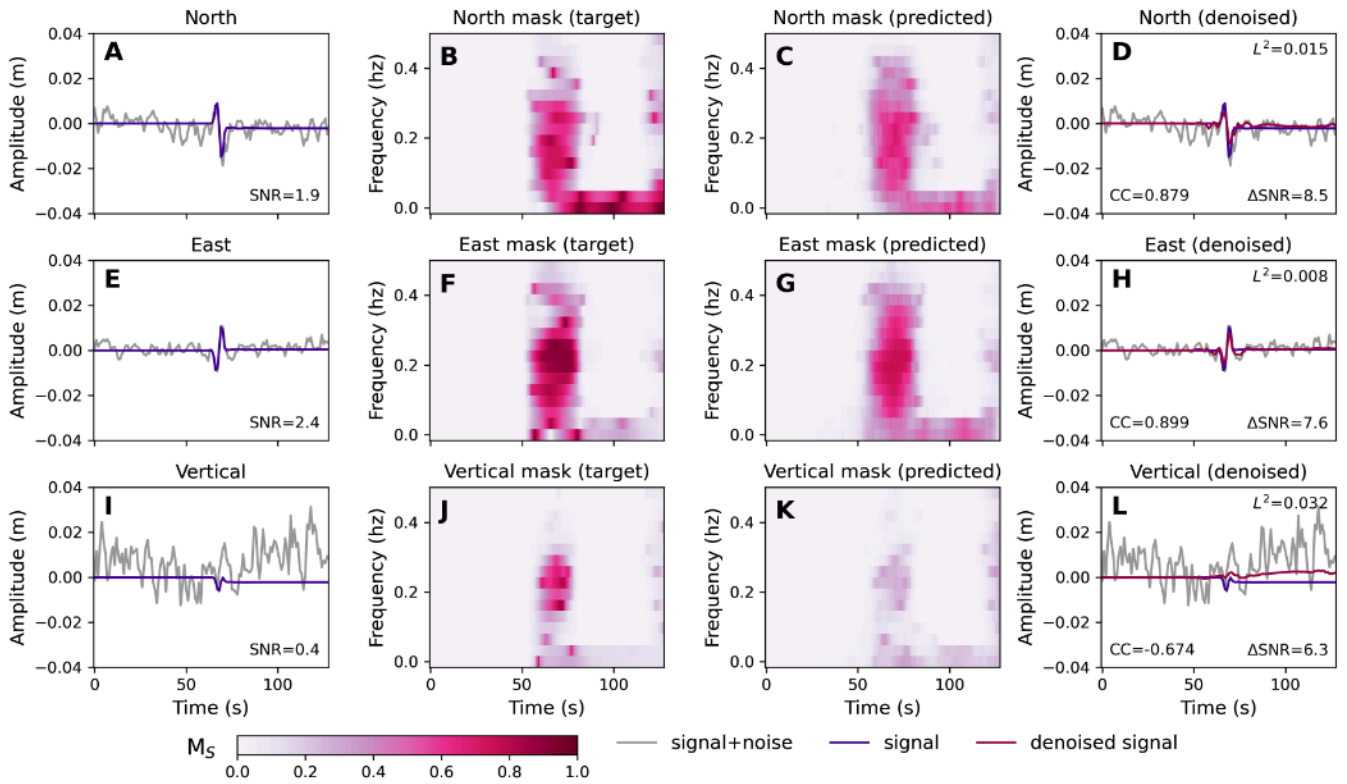 North
North mask (target)
North mask (predicted)
North (denoised)
0.04
0.02
0.00
−0.02
−0.04
Amplitude (m)
A
SNR=1.9
0.4
0.2
0.0
Frequency (hz)
B
0.4
0.2
0.0
Frequency (hz)
C
0.04
0.02
0.00
−0.02
−0.04
Amplitude (m)
D
L²=0.015
CC=0.879
ΔSNR=8.5
East
East mask (target)
East mask (predicted)
East (denoised)
0.04
0.02
0.00
−0.02
−0.04
Amplitude (m)
E
SNR=2.4
0.4
0.2
0.0
Frequency (hz)
F
0.4
0.2
0.0
Frequency (hz)
G
0.04
0.02
0.00
−0.02
−0.04
Amplitude (m)
H
L²=0.008
CC=0.899
ΔSNR=7.6
Vertical
Vertical mask (target)
Vertical mask (predicted)
Vertical (denoised)
0.04
0.02
0.00
−0.02
−0.04
Amplitude (m)
I
SNR=0.4
0 50 100
Time (s)
0.4
0.2
0.0
Frequency (hz)
J
0 50 100
Time (s)
0.4
0.2
0.0
Frequency (hz)
K
0 50 100
Time (s)
0.04
0.02
0.00
−0.02
−0.04
Amplitude (m)
L
L²=0.032
CC=-0.674
ΔSNR=6.3
0 50 100
Time (s)
M_S
0.0 0.2 0.4 0.6 0.8 1.0
signal+noise
signal
denoised signal